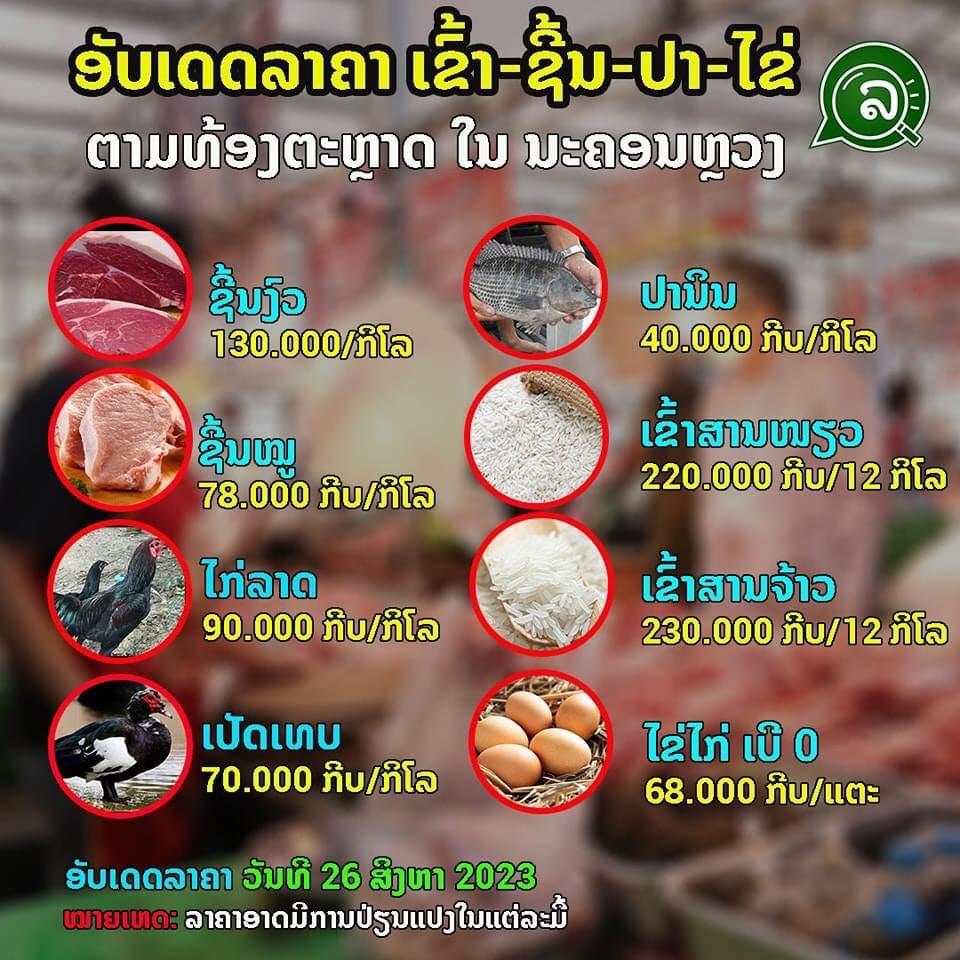 ອັບເດດລາຄາ ເຂົ້າ-ຊີ້ນ-ປາ-ໄຂ່
ລ
ຕາມທ້ອງຕະຫຼາດ ໃນ ນະຄອນຫຼວງ
ຊີ້ນງົວ
130.000/ກິໂລ
ປານິນ
40.000 ກີບ/ກິໂລ
ຊີ້ນໝູ
78.000 ກີບ/ກິໂລ
ເຂົ້າສານໜຽວ
220.000 ກີບ/12 ກິໂລ
ໄກ່ລາດ
90.000 ກີບ/ກິໂລ
ເຂົ້າສານຈ້າວ
230.000 ກີບ/12 ກິໂລ
ເປັດເທບ
70.000 ກີບ/ກິໂລ
ໄຂ່ໄກ່ ເບີ 0
68.000 ກີບ/ແຕະ
ອັບເດດລາຄາ ວັນທີ 26 ສິງຫາ 2023
ໝາຍເຫດ: ລາຄາອາດມີການປ່ຽນແປງໃນແຕ່ລະມື້